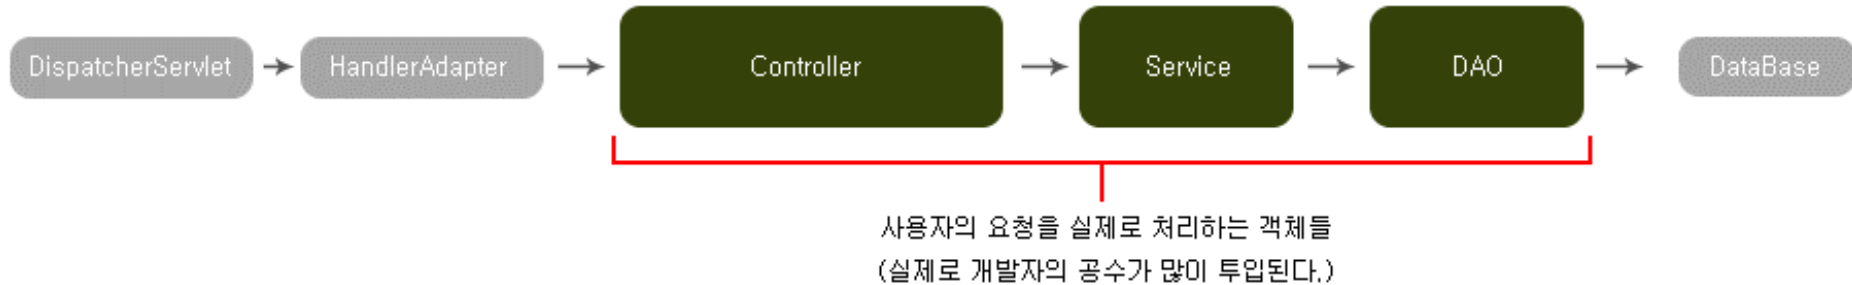 DispatcherServlet
HandlerAdapter
Controller
Service
DAO
DataBase
사용자의 요청을 실제로 처리하는 객체들
(실제로 개발자의 공수가 많이 투입된다.)